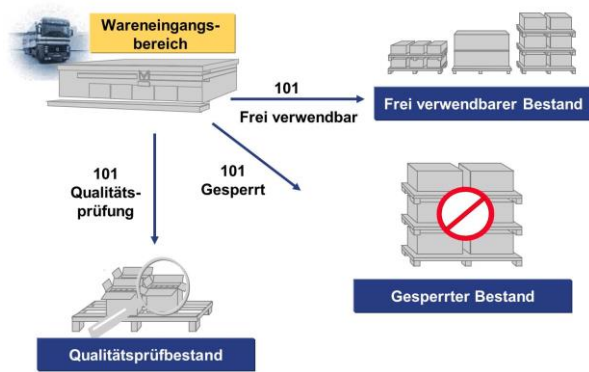 Wareneingangs-
bereich
101
Frei verwendbar
Frei verwendbarer Bestand
101
Qualitäts-
prüfung
101
Gesperrt
Gesperrter Bestand
Qualitätsprüfbestand